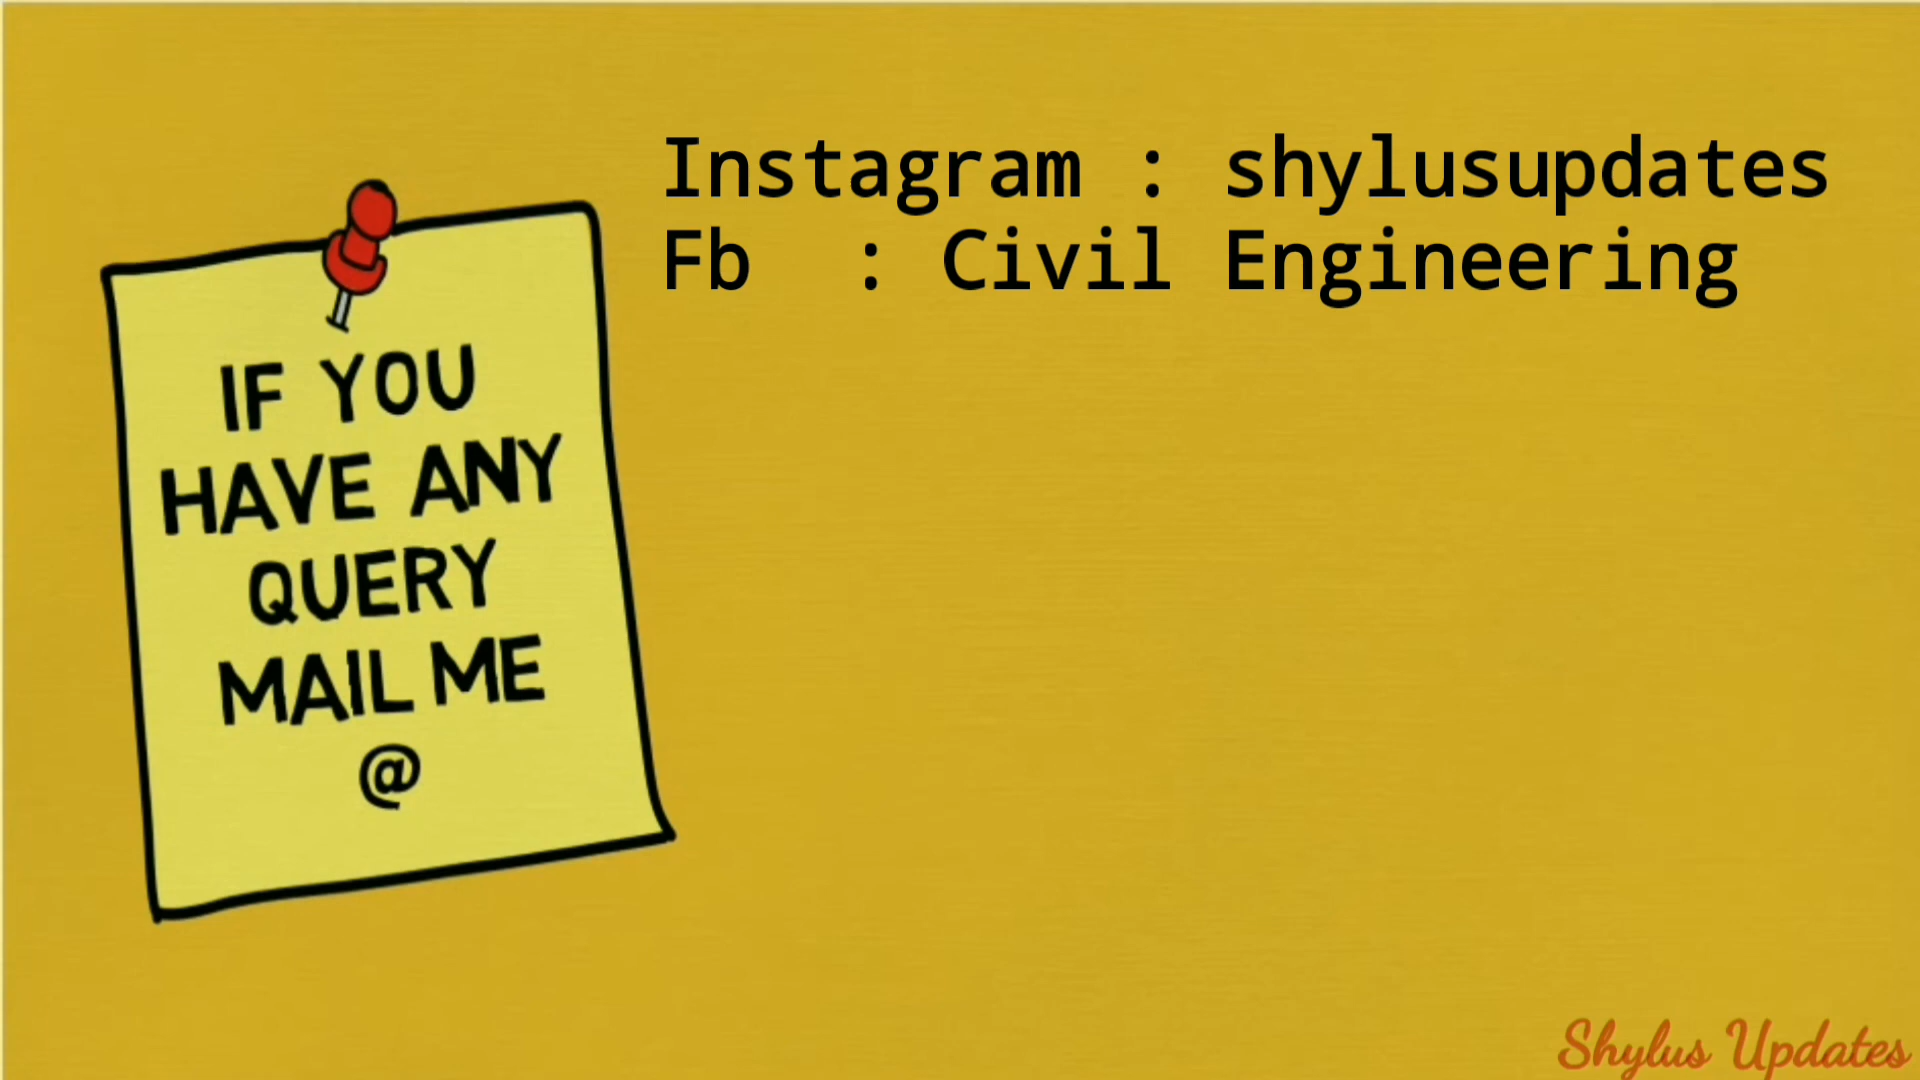 Instagram : shylusupdates
Fb : Civil Engineering
IF YOU
HAVE ANY
QUERY
MAIL ME
@
Shylus Updates